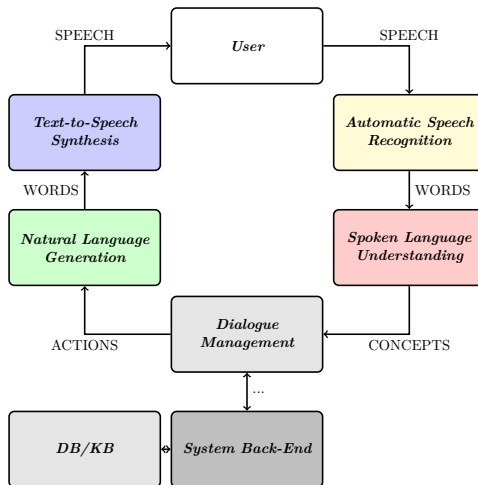 SPEECH
User
SPEECH
Text-to-Speech
Synthesis
Automatic Speech
Recognition
WORDS
WORDS
Natural Language
Generation
Spoken Language
Understanding
Dialogue
Management
ACTIONS
CONCEPTS
...
DB/KB
System Back-End